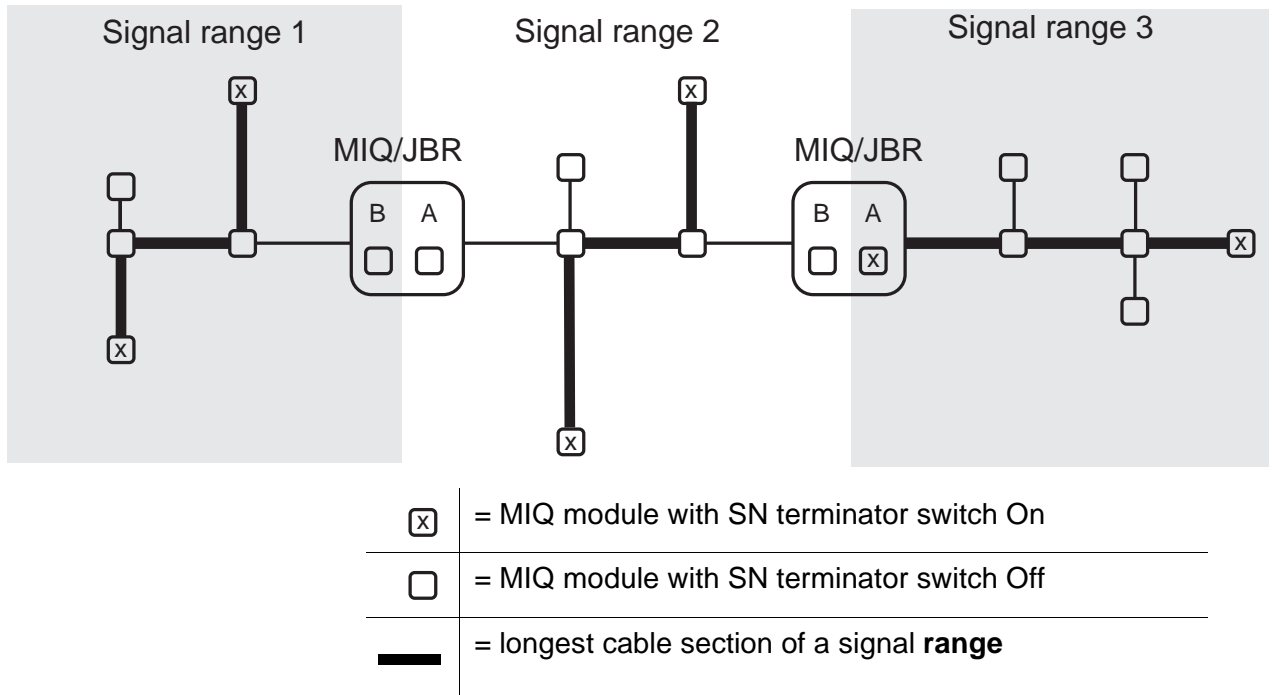 Signal range 1
Signal range 2
Signal range 3
x
x
MIQ/JBR
MIQ/JBR
B A
B A
x
x
x
x
x = MIQ module with SN terminator switch On
= MIQ module with SN terminator switch Off
= longest cable section of a signal range